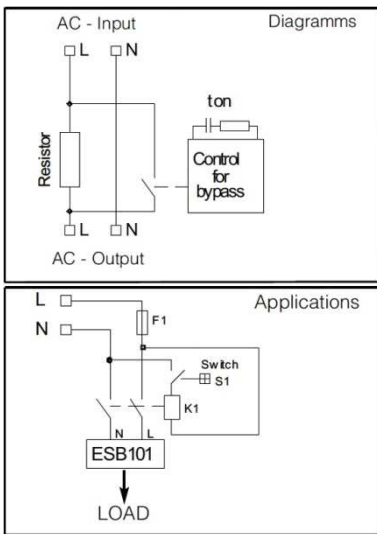 AC - Input
Diagramms
L
N
ton
Resistor
Control
for
bypass
L
N
AC - Output
L
Applications
F1
N
Switch
S1
K1
N
L
ESB101
LOAD